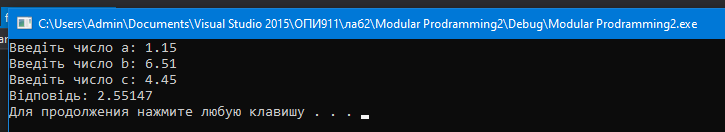 C:\Users\Admin\Documents\Visual Studio 2015\ОПИ911\лаб2\Modular Prodramming2\Debug\Modular Prodramming2.exe
Введіть число a: 1.15
Введіть число b: 6.51
Введіть число c: 4.45
Відповідь: 2.55147
Для продолжения нажмите любую клавишу . . .